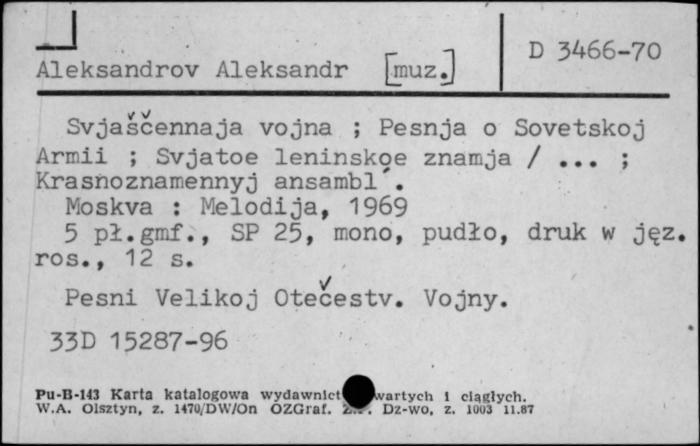 D 3466-70
Aleksandrov Aleksandr [muz.]
Svjaščennaja vojna ; Pesnja o Sovetskoj
Armii ; Svjatoe leninskoe znamja / ... ;
Krasnoznamennyj ansambl´.
Moskva : Melodija, 1969
5 pł.gmf., SP 25, mono, pudło, druk w jęz.
ros., 12 s.
Pesni Velikoj Otečestv. Vojny.
33D 15287-96
Pu-B-143 Karta katalogowa wydawnict wartych i ciągłych.
W.A. Olsztyn, z. 1470/DW/On OZGraf. Dz-wo, z. 1003 11.87